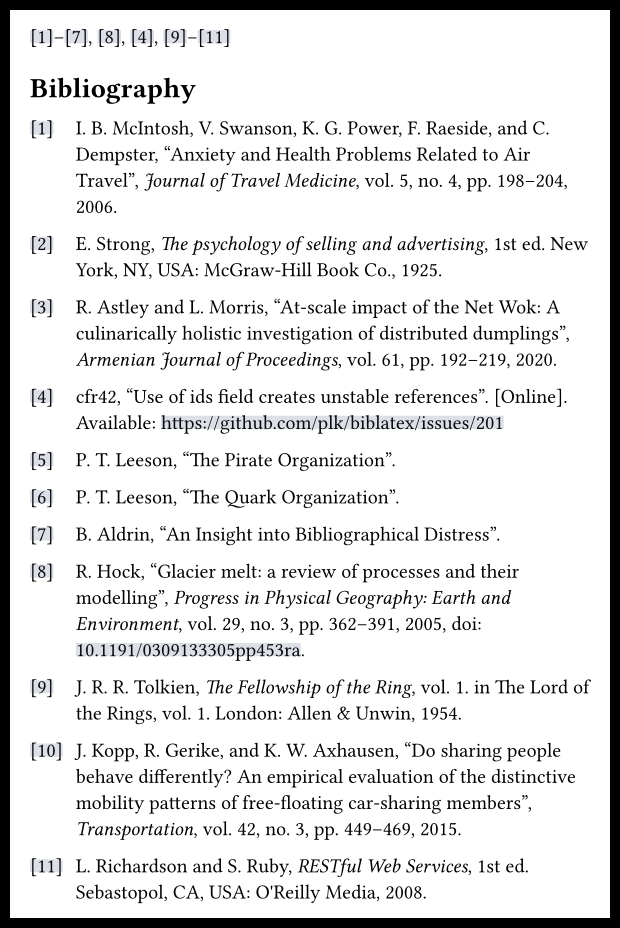 [1]–[7], [8], [4], [9]–[11]
Bibliography
[1] I. B. McIntosh, V. Swanson, K. G. Power, F. Raeside, and C.
Dempster, “Anxiety and Health Problems Related to Air
Travel”, Journal of Travel Medicine, vol. 5, no. 4, pp. 198–204,
2006.
[2] E. Strong, The psychology of selling and advertising, 1st ed. New
York, NY, USA: McGraw-Hill Book Co., 1925.
[3] R. Astley and L. Morris, “At-scale impact of the Net Wok: A
culinarically holistic investigation of distributed dumplings”,
Armenian Journal of Proceedings, vol. 61, pp. 192–219, 2020.
[4] cfr42, “Use of ids field creates unstable references”. [Online].
Available: https://github.com/plk/biblatex/issues/201
[5] P. T. Leeson, “The Pirate Organization”.
[6] P. T. Leeson, “The Quark Organization”.
[7] B. Aldrin, “An Insight into Bibliographical Distress”.
[8] R. Hock, “Glacier melt: a review of processes and their
modelling”, Progress in Physical Geography: Earth and
Environment, vol. 29, no. 3, pp. 362–391, 2005, doi:
10.1191/0309133305pp453ra.
[9] J. R. R. Tolkien, The Fellowship of the Ring, vol. 1. in The Lord of
the Rings, vol. 1. London: Allen & Unwin, 1954.
[10] J. Kopp, R. Gerike, and K. W. Axhausen, “Do sharing people
behave differently? An empirical evaluation of the distinctive
mobility patterns of free-floating car-sharing members”,
Transportation, vol. 42, no. 3, pp. 449–469, 2015.
[11] L. Richardson and S. Ruby, RESTful Web Services, 1st ed.
Sebastopol, CA, USA: O'Reilly Media, 2008.